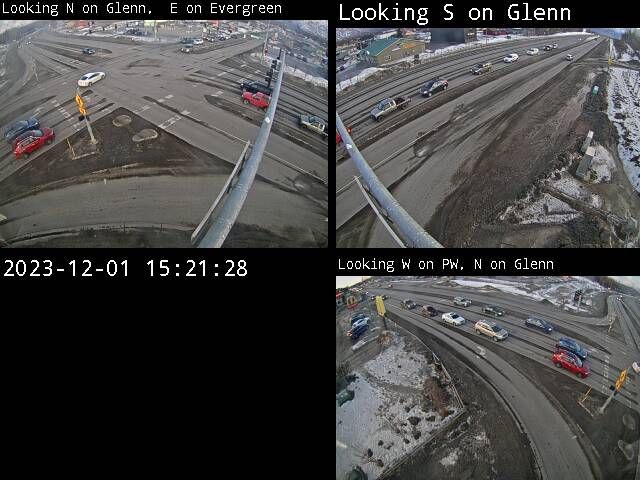 Looking N on Glenn,  E on Evergreen
Looking S on Glenn
2023-12-01 15:21:28
Looking W on PW, N on Glenn